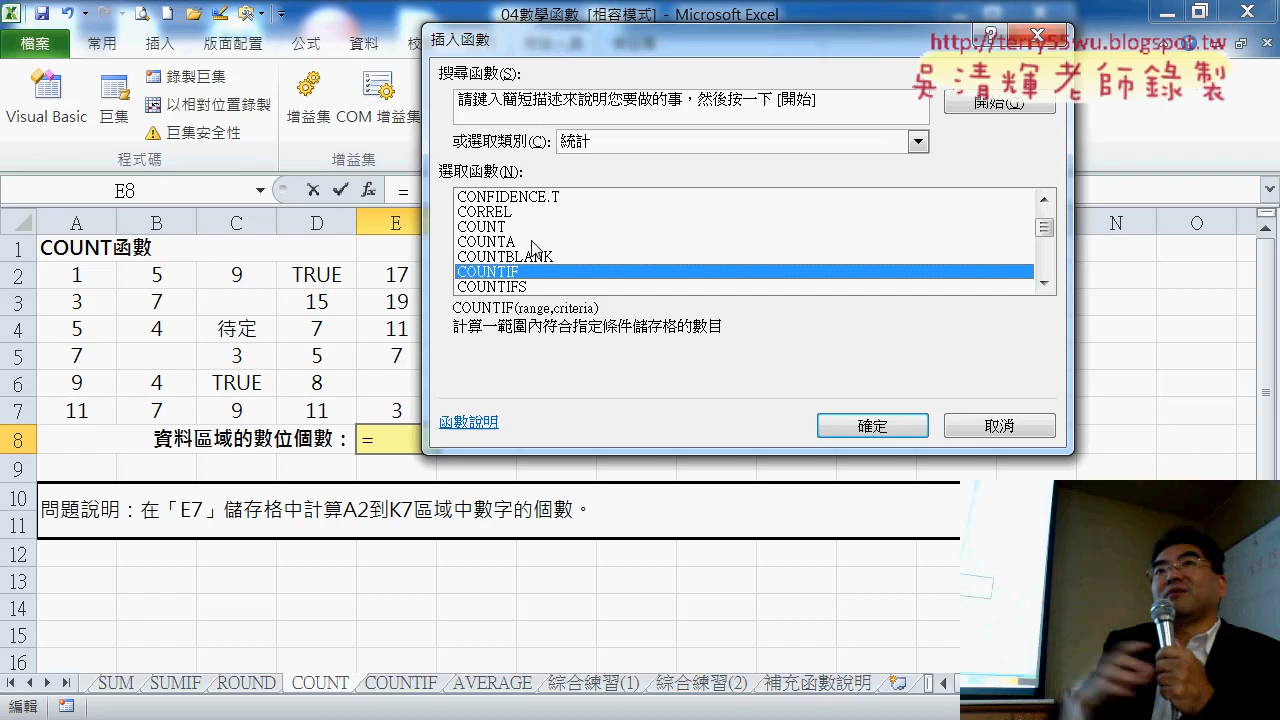 04數學函數 [相容模式] - Microsoft Excel
檔案 常用 插入 版面配置 公式 資料
Visual Basic 巨集 錄製巨集 以相對位置錄製 巨集安全性
程式碼
增益集 COM 增益集
增益集
E8 fx =
插入函數
http://terry55wu.blogspot.tw
吳清輝老師錄製
搜尋函數(S):
請鍵入簡短描述來說明您要做的事，然後按一下 [開始]
開始(G)
或選取類別(C): 統計
選取函數(N):
CONFIDENCE.T
CORREL
COUNT
COUNTA
COUNTBLANK
COUNTIF
COUNTIFS
COUNTIF(range,criteria)
計算一範圍內符合指定條件儲存格的數目
函數說明 確定 取消
A B C D E N O
1 COUNT函數
2 1 5 9 TRUE 17
3 3 7 15 19
4 5 4 待定 7 11
5 7 3 5 7
6 9 4 TRUE 8
7 11 7 9 11 3
8 資料區域的數位個數： =
9
10 問題說明：在「E7」儲存格中計算A2到K7區域中數字的個數。
11
12
13
14
15
16
SUM SUMIF ROUND COUNT COUNTIF AVERAGE 綜合練習(1) 綜合練習(2) 補充函數說明
編輯